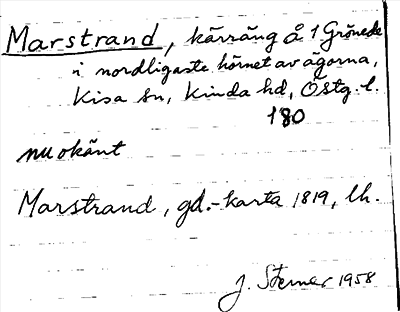 Marstrand, kärräng å 1 Grönede
i nordligaste hörnet av ägorna,
Kisa sn, Kinda hd, Östg. l.
180
nu okänt
Marstrand, gd.-karta 1819, lh.
J. Sterner 1958